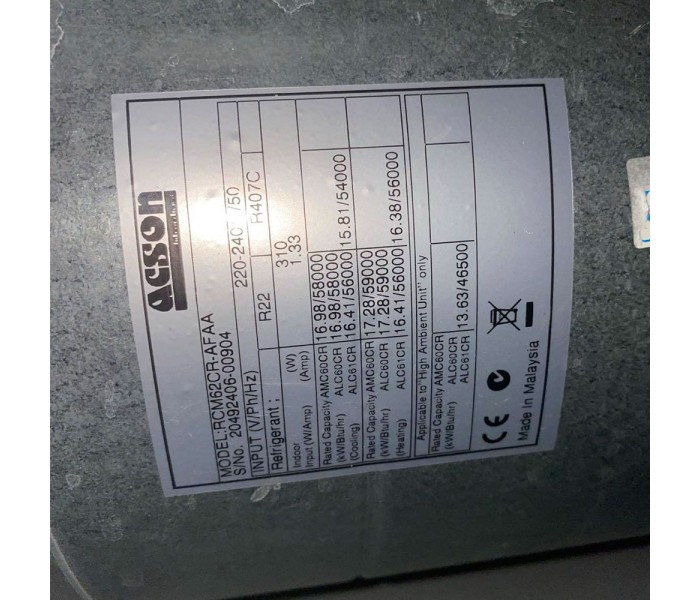 acson
International
MODEL:RCM62CR-AFAA
S/No. 20492406-00904
INPUT (V/Ph/Hz) 220-240/1/50
Refrigerant ; R22 R407C
Indoor (W) 310
Input (W/Amp) (Amp) 1.33
Rated Capacity AMC60CR 16.98/58000
(kW/Btu/hr) ALC60CR 16.98/58000
(Cooling) ALC61CR 16.41/56000 15.81/54000
Rated Capacity AMC60CR 17.28/59000
(kW/Btu/hr) ALC60CR 17.28/59000
(Heating) ALC61CR 16.41/56000 16.38/56000
Applicable to "High Ambient Unit" only
Rated Capacity AMC60CR
(kW/Btu/hr) ALC60CR
ALC61CR 13.63/46500
CE
Made in Malaysia